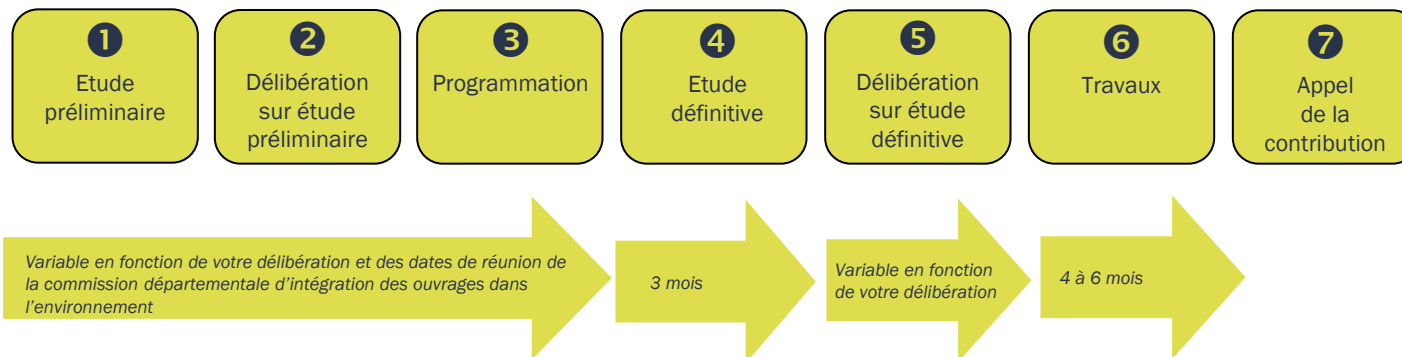 1
Etude
préliminaire
2
Délibération
sur étude
préliminaire
3
Programmation
4
Etude
définitive
5
Délibération
sur étude
définitive
6
Travaux
7
Appel
de la
contribution
Variable en fonction de votre délibération et des dates de réunion de
la commission départementale d'intégration des ouvrages dans
l'environnement
3 mois
Variable en fonction
de votre délibération
4 à 6 mois